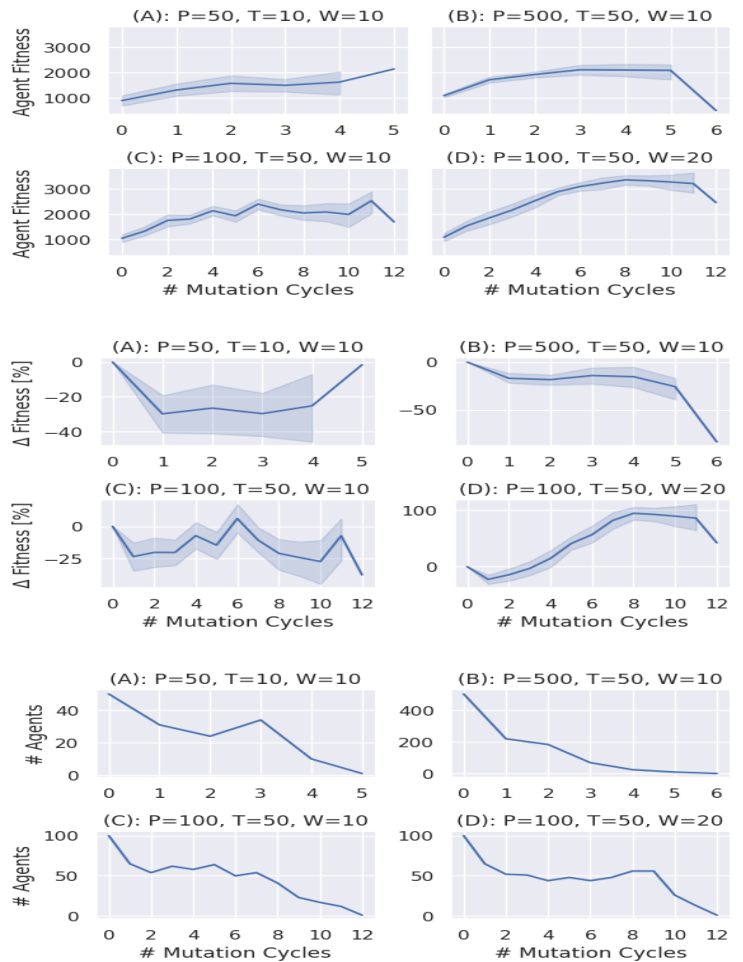 (A): P=50, T=10, W=10
(B): P=500, T=50, W=10
Agent Fitness
3000
2000
1000
0 1 2 3 4 5
0 1 2 3 4 5 6
(C): P=100, T=50, W=10
(D): P=100, T=50, W=20
Agent Fitness
3000
2000
1000
0 2 4 6 8 10 12
0 2 4 6 8 10 12
# Mutation Cycles
# Mutation Cycles
(A): P=50, T=10, W=10
(B): P=500, T=50, W=10
Δ Fitness [%]
0
−20
−40
0
−50
0 1 2 3 4 5
0 1 2 3 4 5 6
(C): P=100, T=50, W=10
(D): P=100, T=50, W=20
Δ Fitness [%]
0
−25
100
0
0 2 4 6 8 10 12
0 2 4 6 8 10 12
# Mutation Cycles
# Mutation Cycles
(A): P=50, T=10, W=10
(B): P=500, T=50, W=10
# Agents
40
20
0
400
200
0
0 1 2 3 4 5
0 1 2 3 4 5 6
(C): P=100, T=50, W=10
(D): P=100, T=50, W=20
# Agents
100
50
0
100
50
0
0 2 4 6 8 10 12
0 2 4 6 8 10 12
# Mutation Cycles
# Mutation Cycles